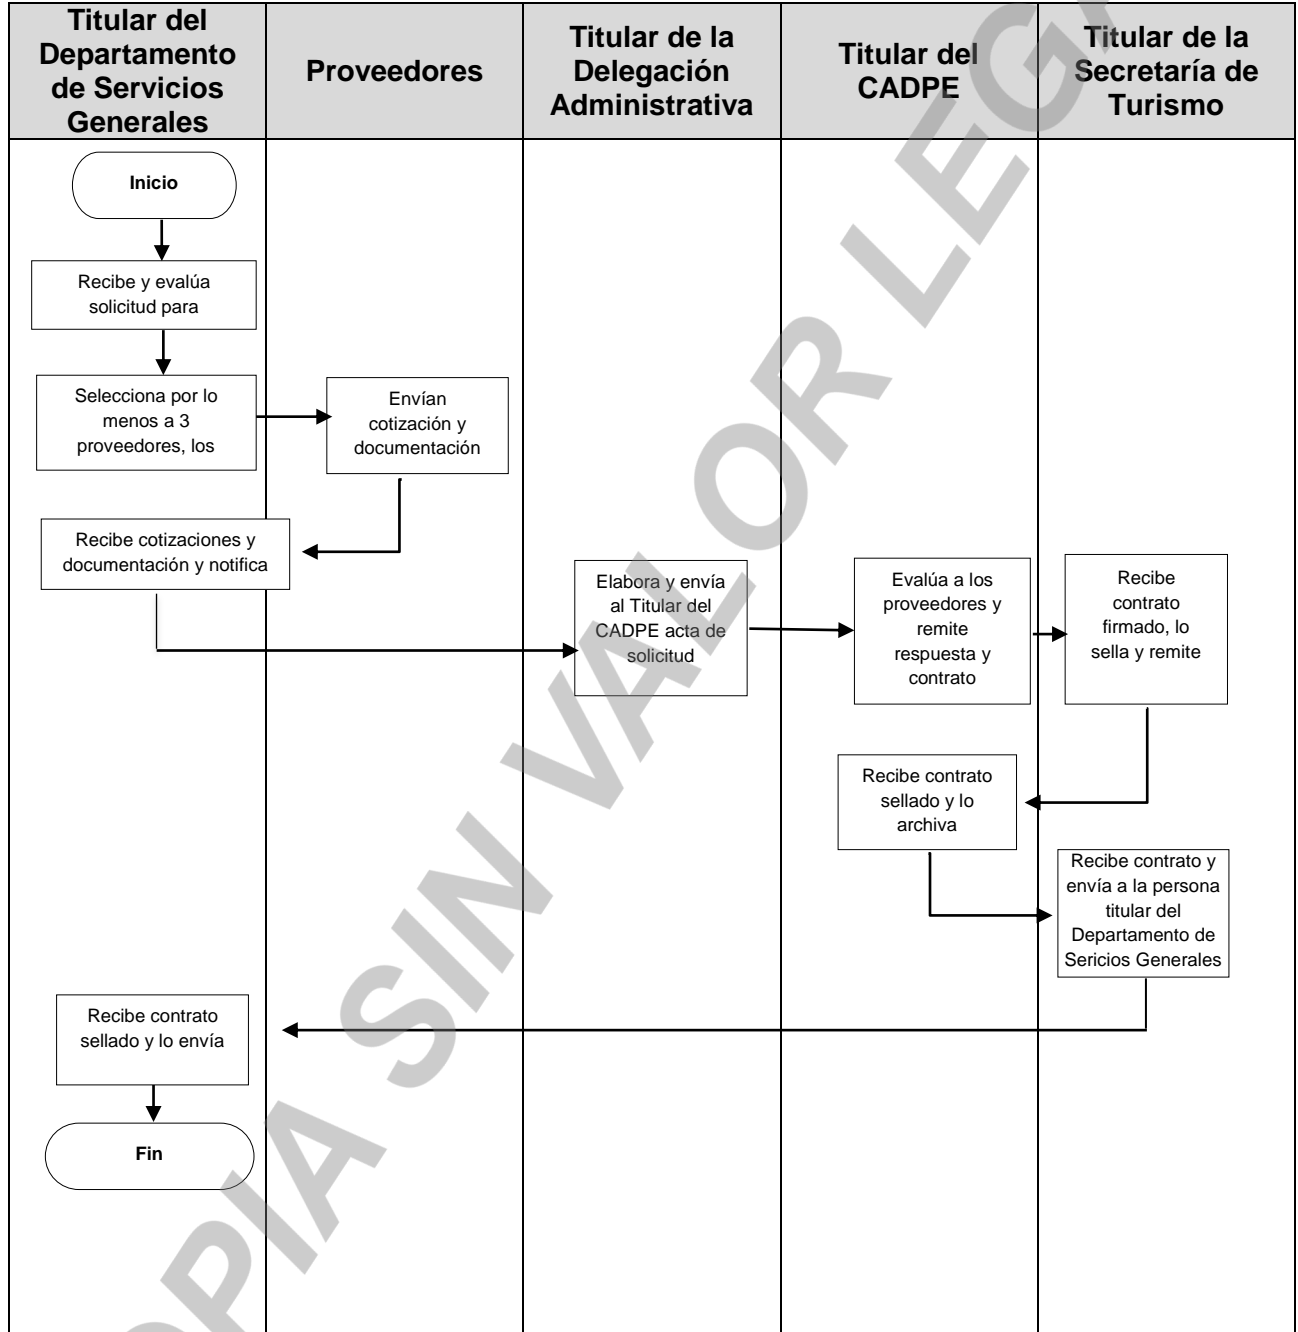 Titular del
Departamento
de Servicios
Generales
Proveedores
Titular de la
Delegación
Administrativa
Titular del
CADPE
Titular de la
Secretaría de
Turismo
Inicio
Recibe y evalúa
solicitud para
Selecciona por lo
menos a 3
proveedores, los
Envían
cotización y
documentación
Recibe cotizaciones y
documentación y notifica
Elabora y envía
al Titular del
CADPE acta de
solicitud
Evalúa a los
proveedores y
remite
respuesta y
contrato
Recibe
contrato
firmado, lo
sella y remite
Recibe contrato
sellado y lo
archiva
Recibe contrato y
envía a la persona
titular del
Departamento de
Sericios Generales
Recibe contrato
sellado y lo envía
Fin
OPIA SIN VALOR LEGA